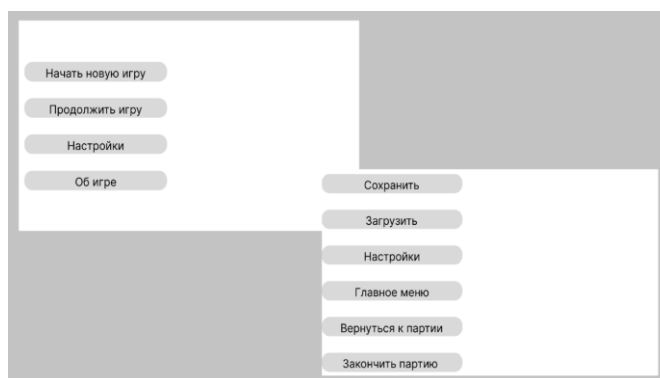 Начать новую игру
Продолжить игру
Настройки
Об игре
Сохранить
Загрузить
Настройки
Главное меню
Вернуться к партии
Закончить партию